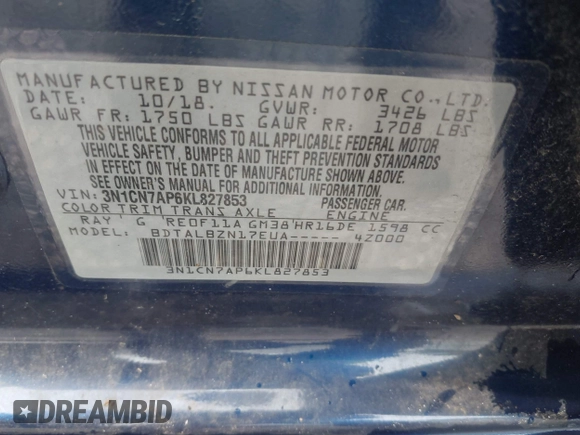 MANUFACTURED BY NISSAN MOTOR CO., LTD.
DATE: 10/18. GVWR: 3426 LBS
GAWR FR: 1750 LBS GAWR RR: 1708 LBS
THIS VEHICLE CONFORMS TO ALL APPLICABLE FEDERAL MOTOR
VEHICLE SAFETY, BUMPER AND THEFT PREVENTION STANDARDS
IN EFFECT ON THE DATE OF MANUFACTURE SHOWN ABOVE.
SEE OWNER'S MANUAL FOR ADDITIONAL INFORMATION.
VIN: 3N1CN7AP6KL827853 PASSENGER CAR.
COLOR TRIM TRANS AXLE ENGINE
RAY G RE0F11A GM38 HR16DE 1598 CC
MODEL: BDTALBZN17EUA----- 4Z000
3N1CN7AP6KL827853
DREAMBID